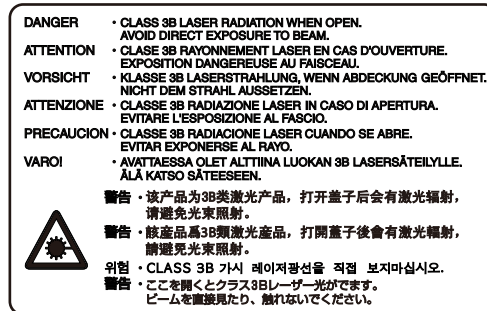 DANGER · CLASS 3B LASER RADIATION WHEN OPEN.
AVOID DIRECT EXPOSURE TO BEAM.
ATTENTION · CLASE 3B RAYONNEMENT LASER EN CAS D'OUVERTURE.
EXPOSITION DANGEREUSE AU FAISCEAU.
VORSICHT · KLASSE 3B LASERSTRAHLUNG, WENN ABDECKUNG GEÖFFNET.
NICHT DEM STRAHL AUSSETZEN.
ATTENZIONE · CLASSE 3B RADIAZIONE LASER IN CASO DI APERTURA.
EVITARE L'ESPOSIZIONE AL FASCIO.
PRECAUCION · CLASSE 3B RADIACIONE LASER CUANDO SE ABRE.
EVITAR EXPONERSE AL RAYO.
VARO! · AVATTAESSA OLET ALTTIINA LUOKAN 3B LASERSÄTEILYLLE.
ÄLÄ KATSO SÄTEESEEN.
警告 · 该产品为3B类激光产品，打开盖子后会有激光辐射，
请避免光束照射。
警告 · 該産品爲3B類激光産品，打開蓋子後會有激光輻射，
請避免光束照射。
위험 · CLASS 3B 가시 레이저광선을 직접 보지마십시오.
警告 · ここを開くとクラス3Bレーザー光がでます。
ビームを直接見たり、触れないでください。